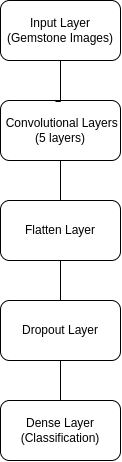 Input Layer
(Gemstone Images)
Convolutional Layers
(5 layers)
Flatten Layer
Dropout Layer
Dense Layer
(Classification)